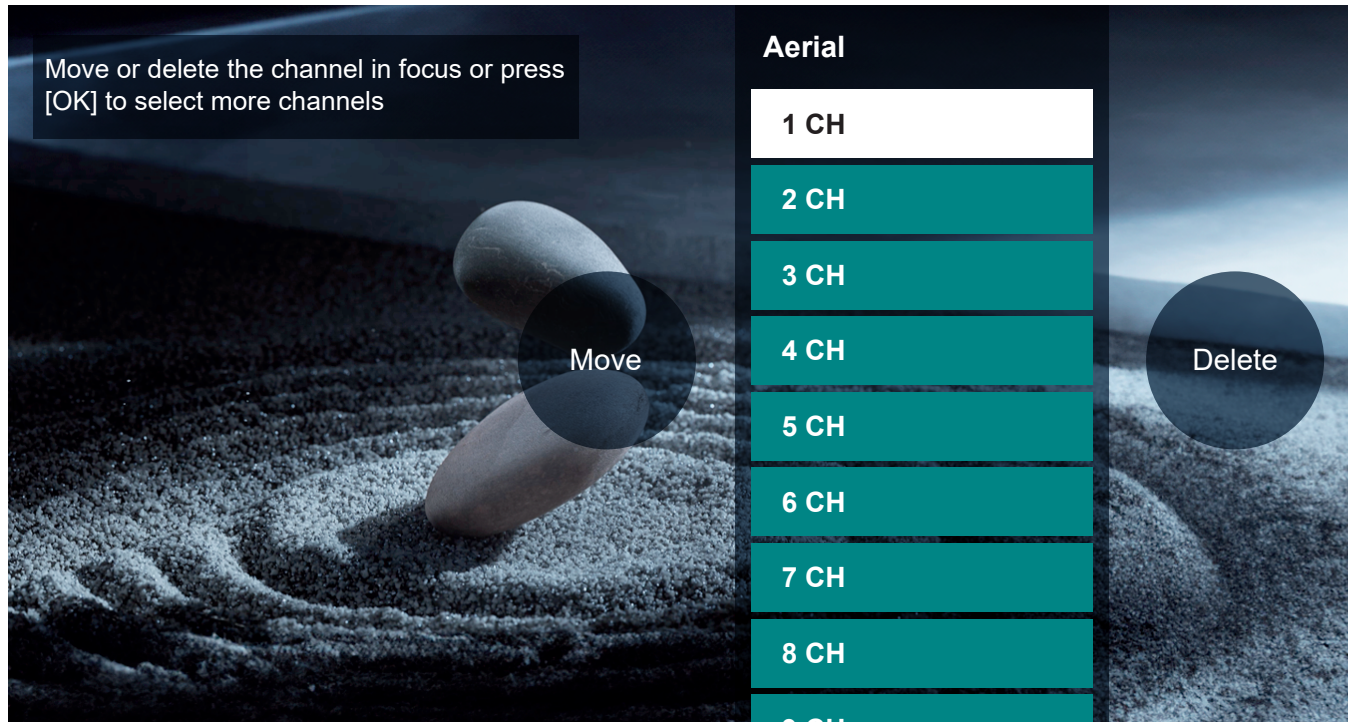 Move or delete the channel in focus or press
[OK] to select more channels
Aerial
1 CH
2 CH
3 CH
4 CH
Move
Delete
5 CH
6 CH
7 CH
8 CH